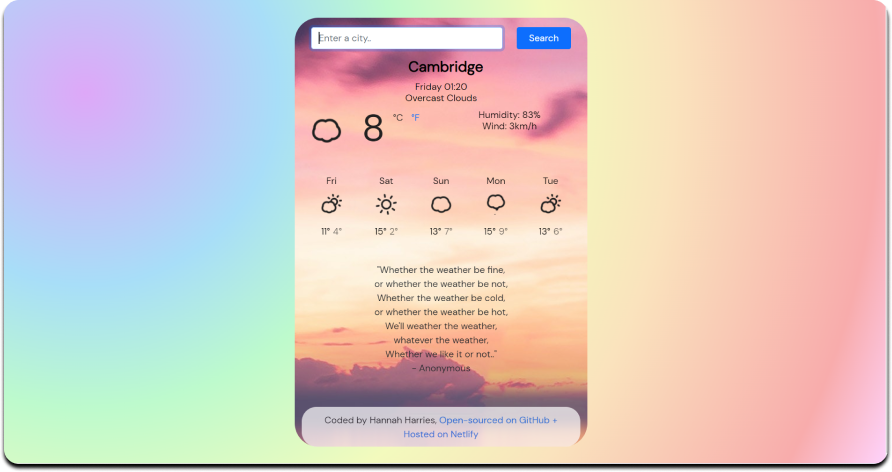 Enter a city..
Search
Cambridge
Friday 01:20
Overcast Clouds
8 °C °F
Humidity: 83%
Wind: 3km/h
Fri Sat Sun Mon Tue
11° 4° 15° 2° 13° 7° 15° 9° 13° 6°
"Whether the weather be fine,
or whether the weather be not,
Whether the weather be cold,
or whether the weather be hot,
We'll weather the weather,
whatever the weather,
Whether we like it or not.."
- Anonymous
Coded by Hannah Harries, Open-sourced on GitHub +
Hosted on Netlify